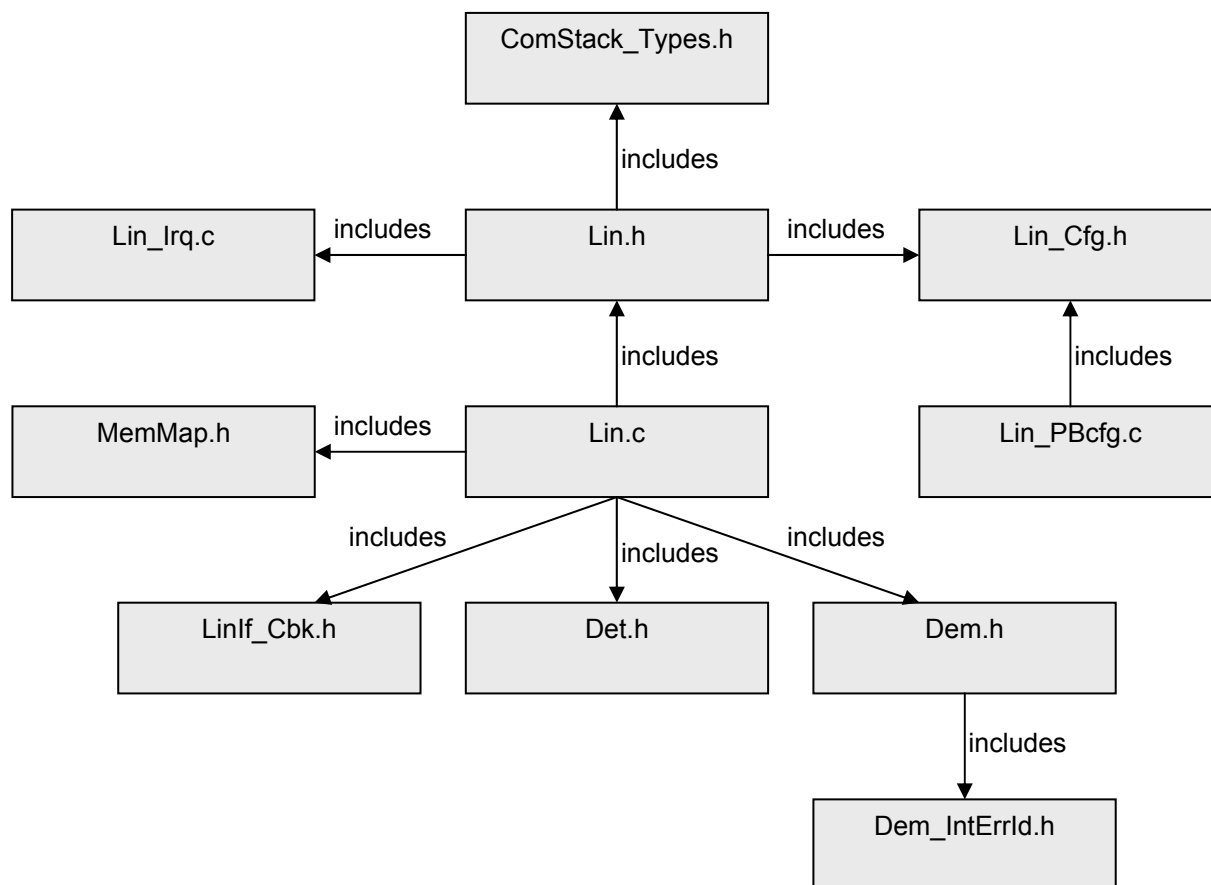 ComStack_Types.h
includes
Lin_Irq.c
includes
Lin.h
includes
Lin_Cfg.h
includes
includes
MemMap.h
includes
Lin.c
Lin_PBcfg.c
includes
includes
includes
LinIf_Cbk.h
Det.h
Dem.h
includes
Dem_IntErrId.h